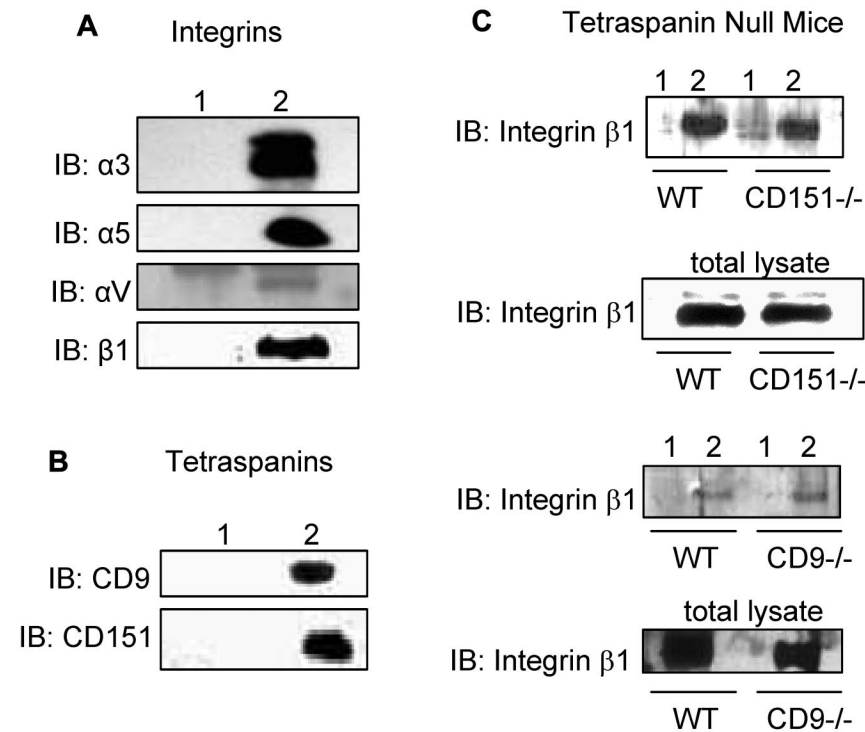 A
Integrins
1 2
IB: α3
IB: α5
IB: αV
IB: β1
B
Tetraspanins
1 2
IB: CD9
IB: CD151
C
Tetraspanin Null Mice
1 2 1 2
IB: Integrin β1
WT CD151-/-
total lysate
IB: Integrin β1
WT CD151-/-
1 2 1 2
IB: Integrin β1
WT CD9-/-
total lysate
IB: Integrin β1
WT CD9-/-